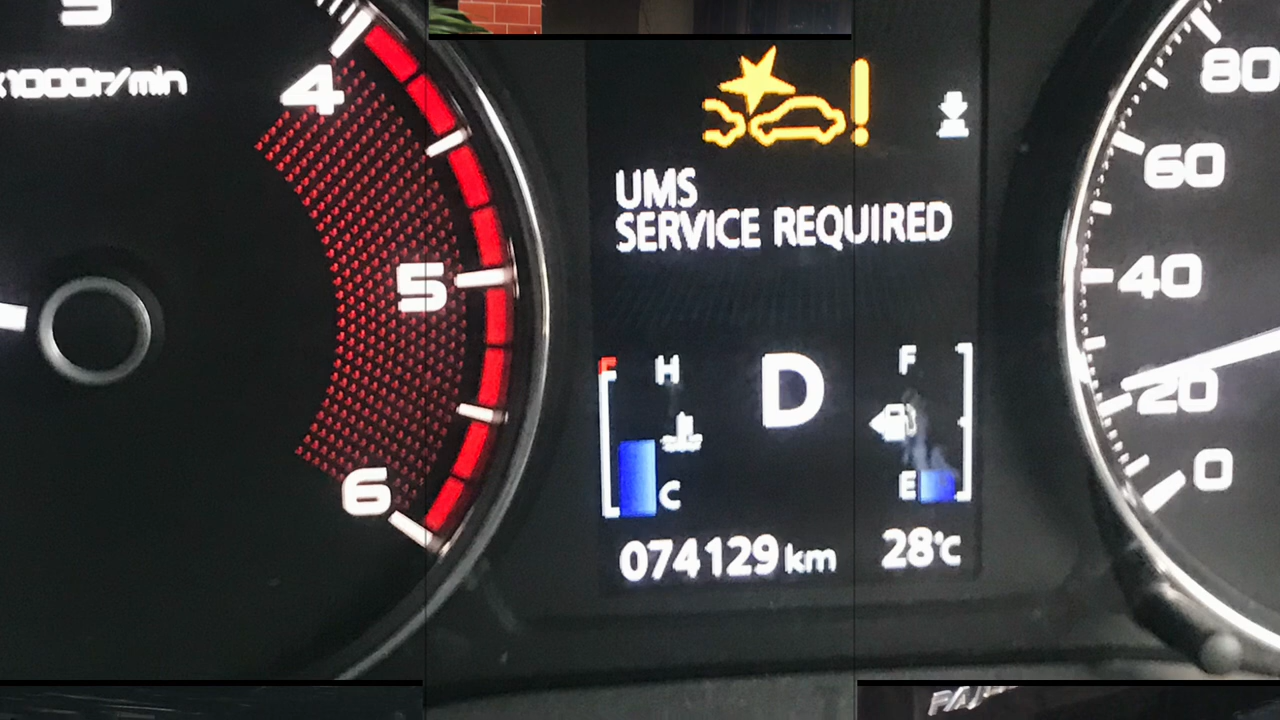 x1000r/min
4
5
6
UMS
SERVICE REQUIRED
H
C
D
F
E
074129 km
28°C
80
60
40
20
0